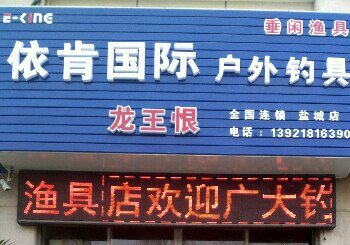 E-KING
垂闲渔具
依肯国际 户外钓具
龙王恨
全国连锁 盐城店
电话：13921816390
渔具店欢迎广大钓